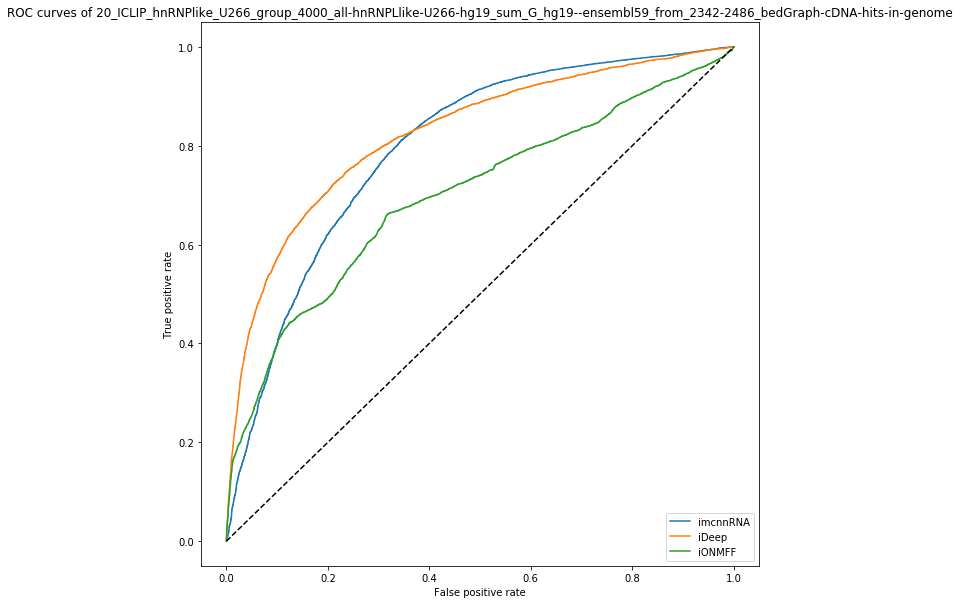 ROC curves of 20_ICLIP_hnRNPlike_U266_group_4000_all-hnRNPLlike-U266-hg19_sum_G_hg19--ensembl59_from_2342-2486_bedGraph-cDNA-hits-in-genome
1.0
0.8
0.6
0.4
0.2
0.0
True positive rate
0.0 0.2 0.4 0.6 0.8 1.0
False positive rate
imcnnRNA
iDeep
iONMFF